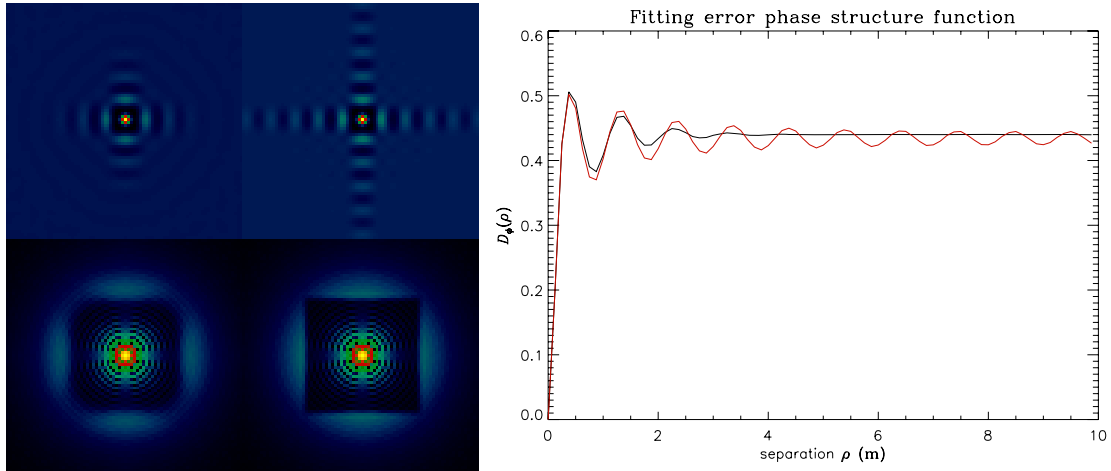 Fitting error phase structure function
0.6
0.5
0.4
0.3
0.2
0.1
0.0
D_ϕ(ρ)
0 2 4 6 8 10
separation ρ (m)